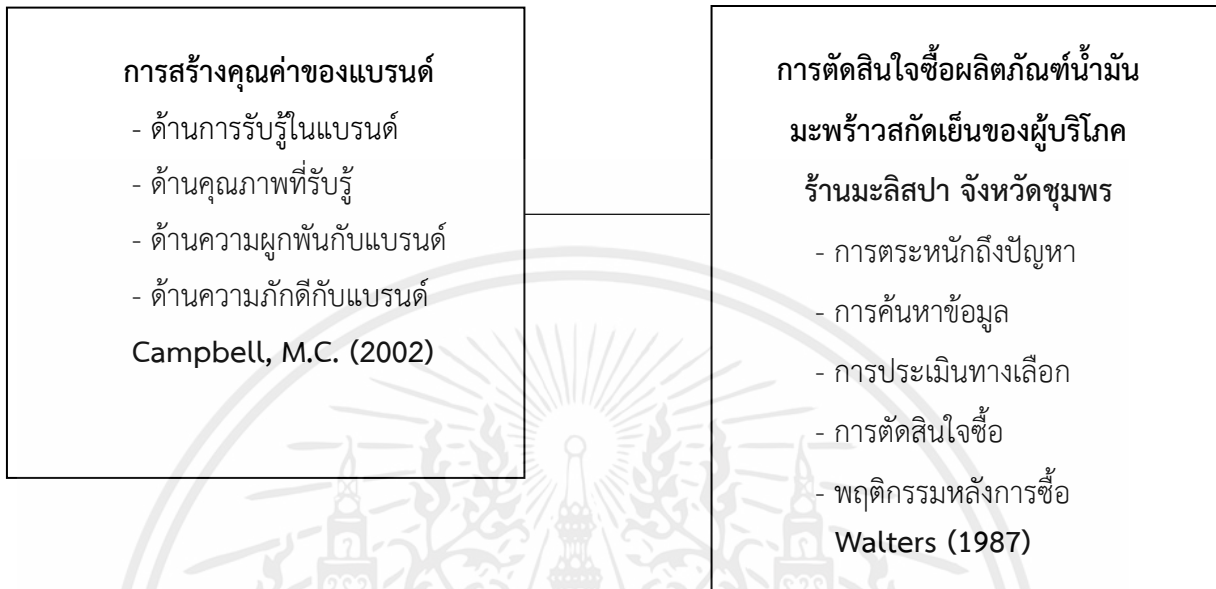 การสร้างคุณค่าของแบรนด์
- ด้านการรับรู้ในแบรนด์
- ด้านคุณภาพที่รับรู้
- ด้านความผูกพันกับแบรนด์
- ด้านความภักดีกับแบรนด์
Campbell, M.C. (2002)
การตัดสินใจซื้อผลิตภัณฑ์น้ำมัน
มะพร้าวสกัดเย็นของผู้บริโภค
ร้านมะลิสปา จังหวัดชุมพร
- การตระหนักถึงปัญหา
- การค้นหาข้อมูล
- การประเมินทางเลือก
- การตัดสินใจซื้อ
- พฤติกรรมหลังการซื้อ
Walters (1987)